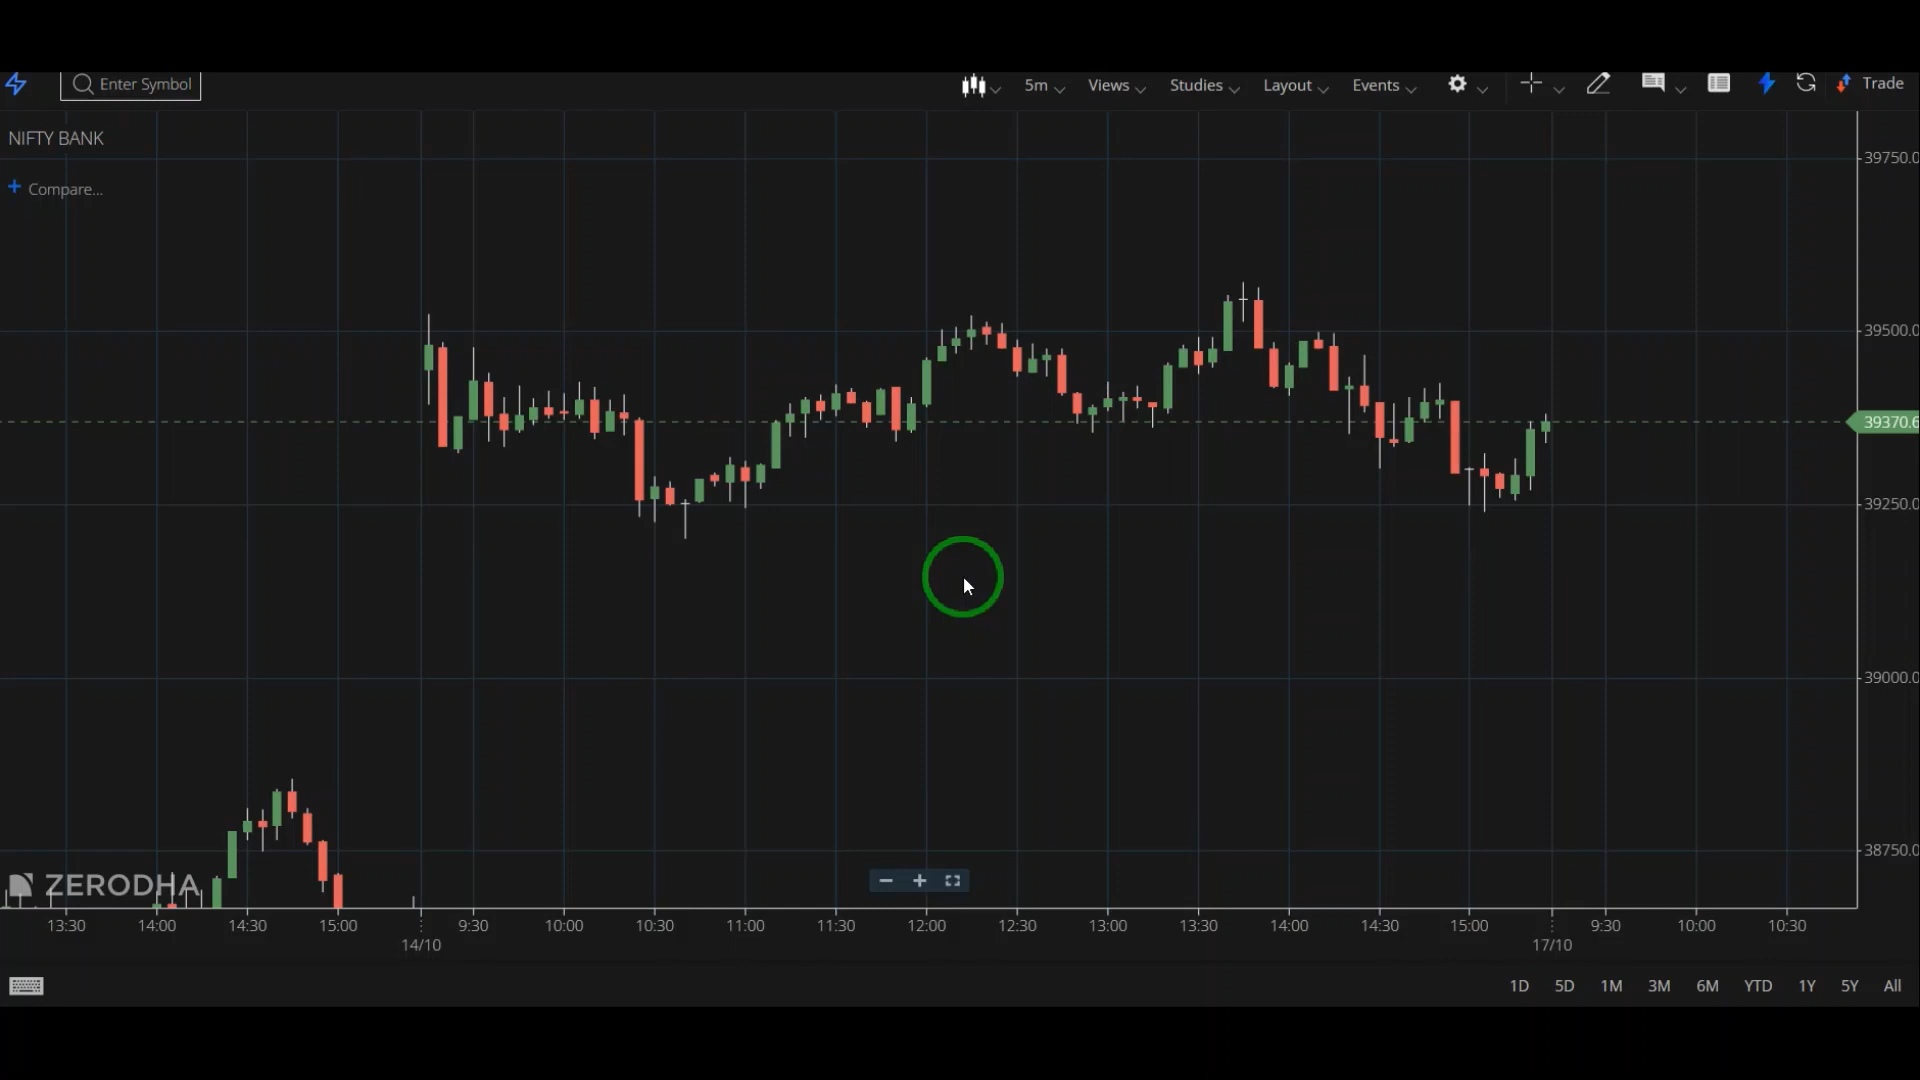 Enter Symbol 5m Views Studies Layout Events Trade
NIFTY BANK
Compare...
39750.0
39500.0
39370.6
39250.0
39000.0
38750.0
ZERODHA
13:30 14:00 14:30 15:00 9:30 10:00 10:30 11:00 11:30 12:00 12:30 13:00 13:30 14:00 14:30 15:00 9:30 10:00 10:30
14/10 17/10
1D 5D 1M 3M 6M YTD 1Y 5Y All